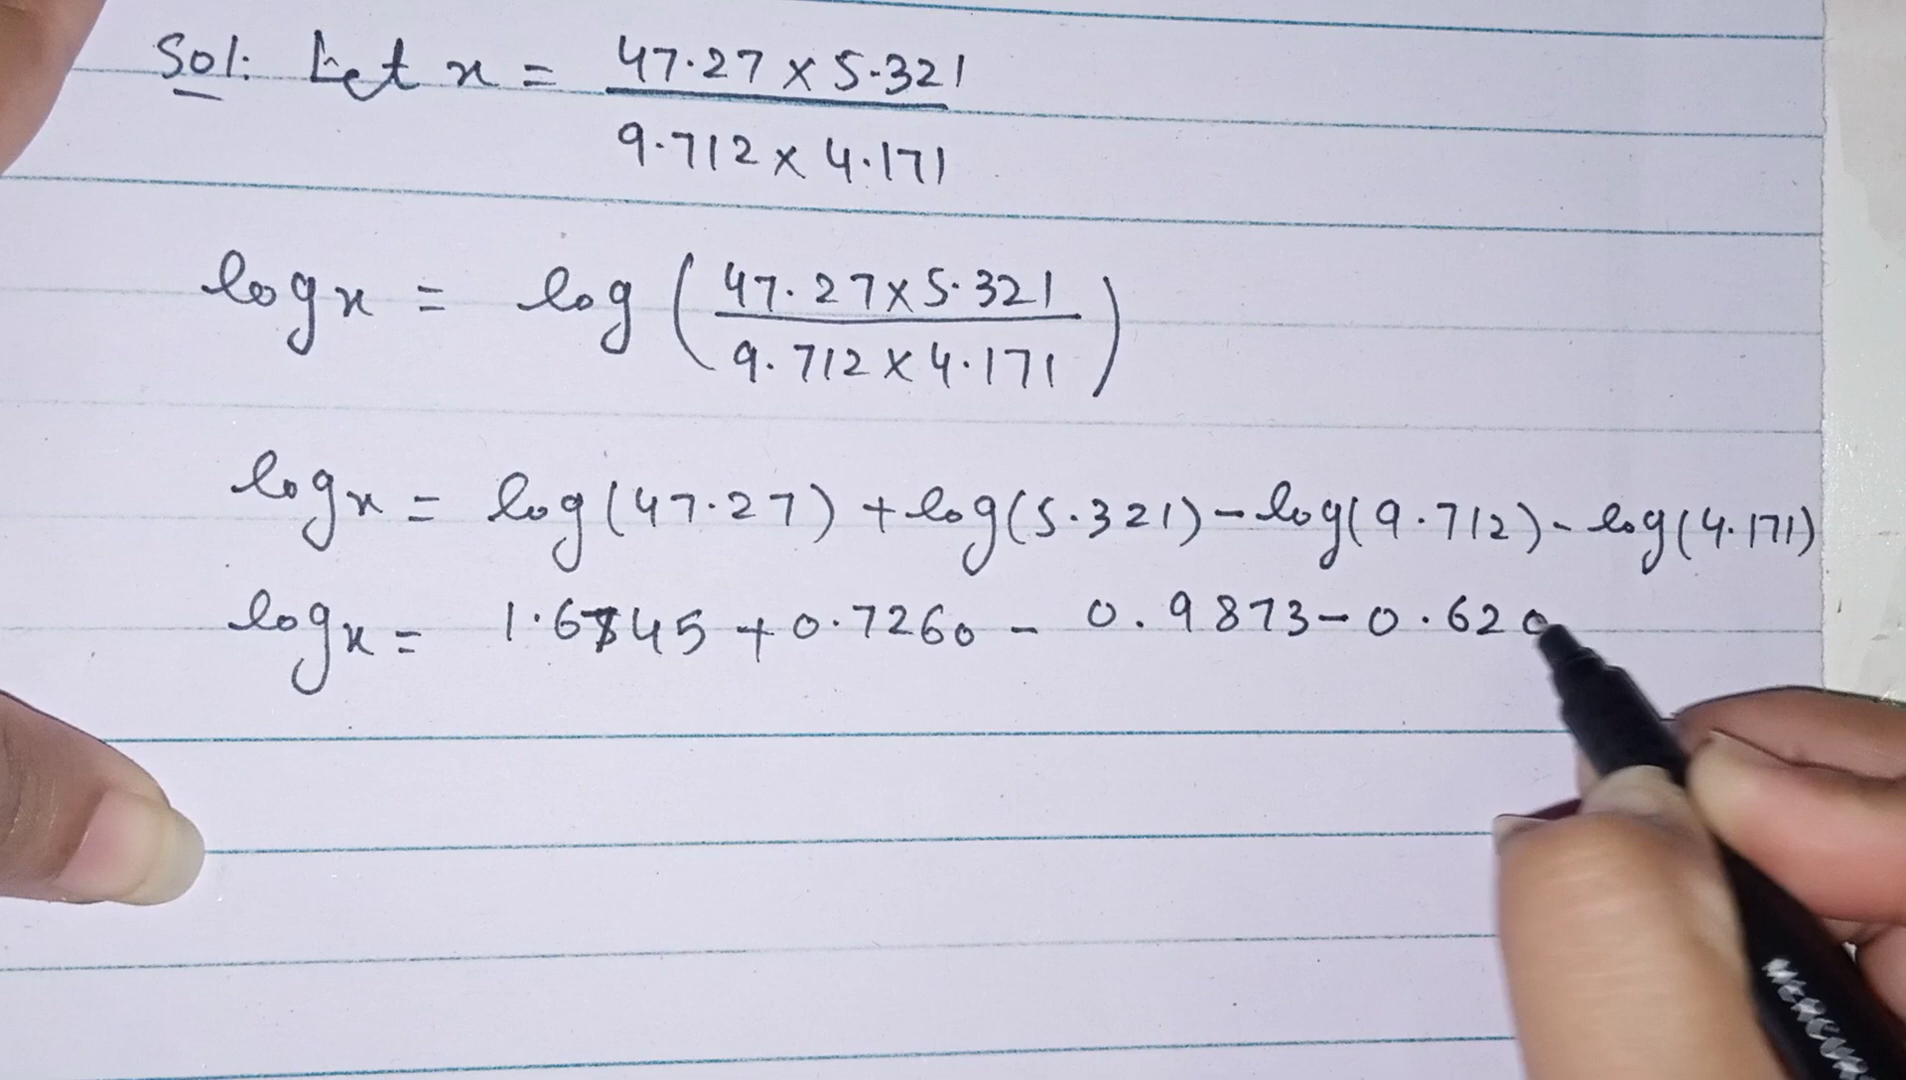 Sol: Let x = 47.27 × 5.321
9.712 × 4.171
log x = log ( 47.27 × 5.321 / 9.712 × 4.171 )
log x = log(47.27) + log(5.321) - log(9.712) - log(4.171)
log x = 1.6745 + 0.7260 - 0.9873 - 0.620